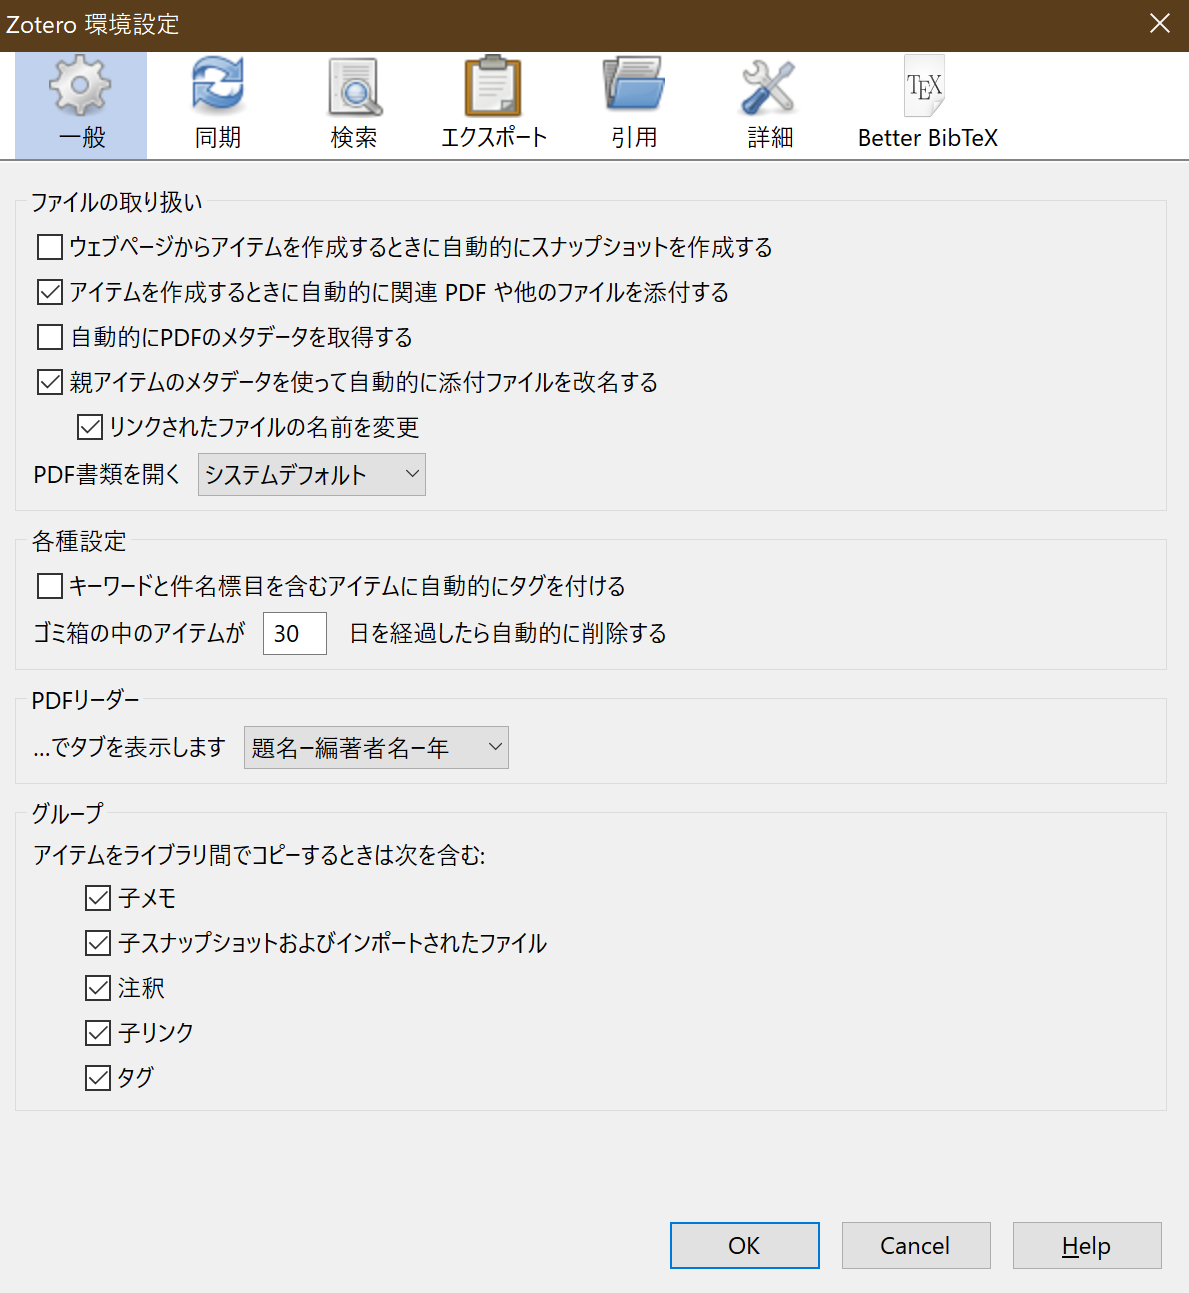 Zotero 環境設定
一般
同期
検索
エクスポート
引用
詳細
TEX
Better BibTeX
ファイルの取り扱い
ウェブページからアイテムを作成するときに自動的にスナップショットを作成する
アイテムを作成するときに自動的に関連 PDF や他のファイルを添付する
自動的にPDFのメタデータを取得する
親アイテムのメタデータを使って自動的に添付ファイルを改名する
リンクされたファイルの名前を変更
PDF書類を開く システムデフォルト
各種設定
キーワードと件名標目を含むアイテムに自動的にタグを付ける
ゴミ箱の中のアイテムが 30 日を経過したら自動的に削除する
PDFリーダー
...でタブを表示します 題名–編著者名–年
グループ
アイテムをライブラリ間でコピーするときは次を含む:
子メモ
子スナップショットおよびインポートされたファイル
注釈
子リンク
タグ
OK Cancel Help